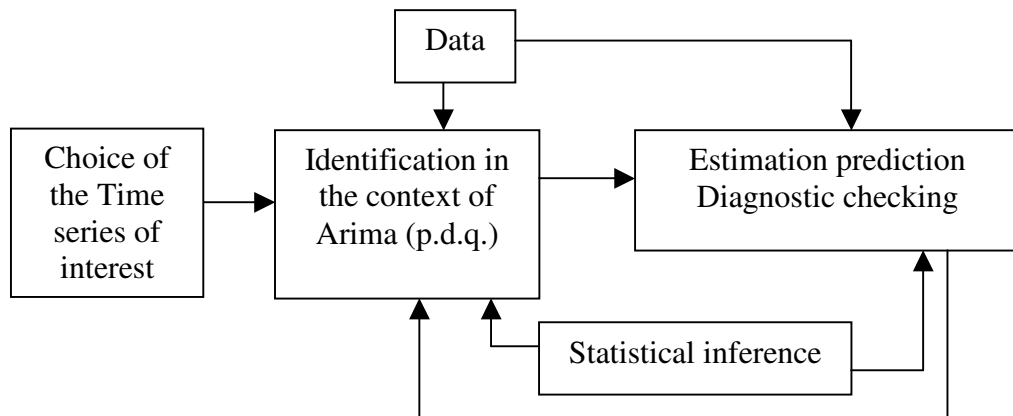 Data
Choice of
the Time
series of
interest
Identification in
the context of
Arima (p.d.q.)
Estimation prediction
Diagnostic checking
Statistical inference